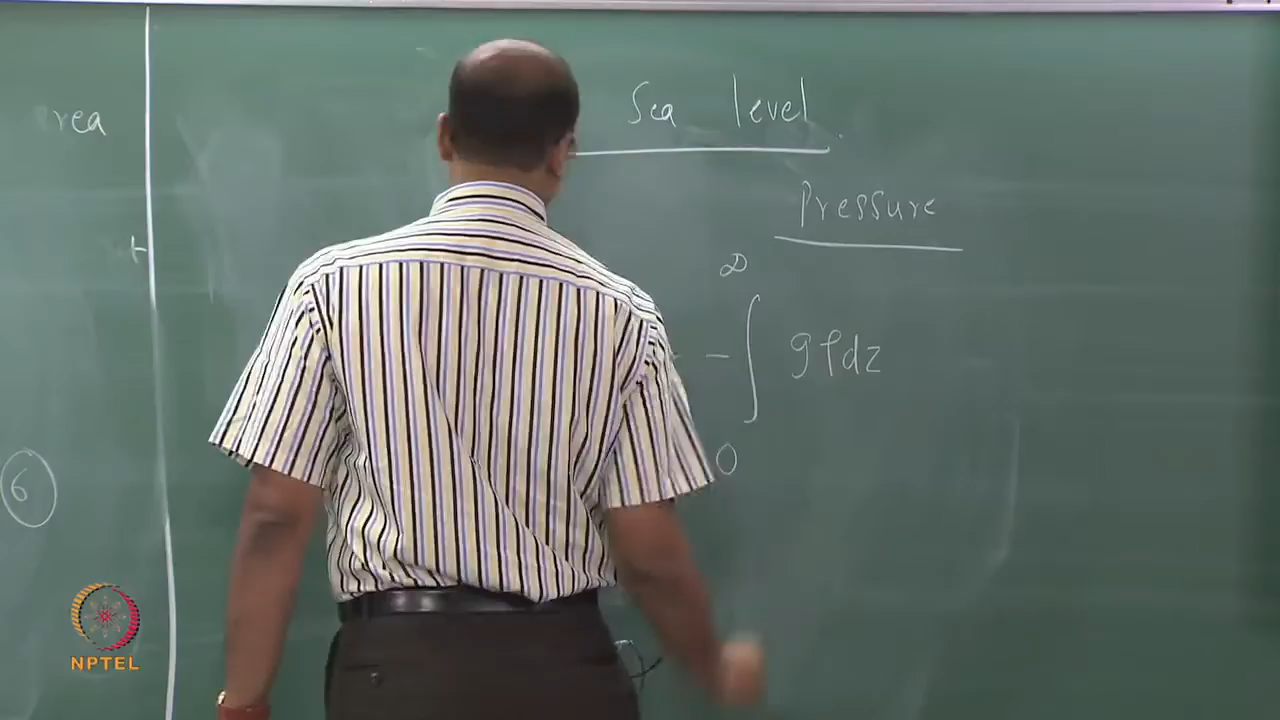 rea
Sea level
Pressure
∞
- ∫ gρdz
0
6
NPTEL